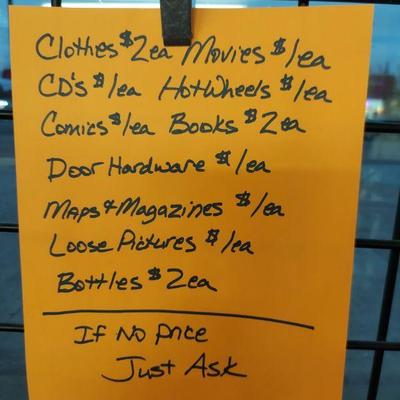 Clothes $2ea Movies $1ea
CD's $1ea HotWheels $1ea
Comics $1ea Books $2ea
Door Hardware $1ea
Maps & Magazines $1ea
Loose Pictures $1ea
Bottles $2ea
If No Price
Just Ask